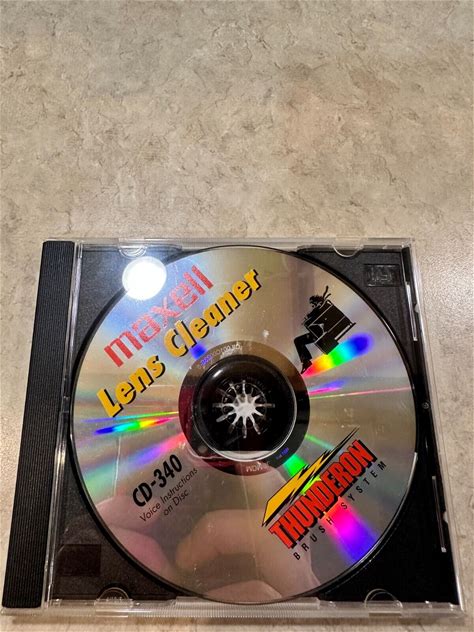 maxell
Lens Cleaner
CD-340
Voice Instructions
on Disc
THUNDERON
BRUSH SYSTEM